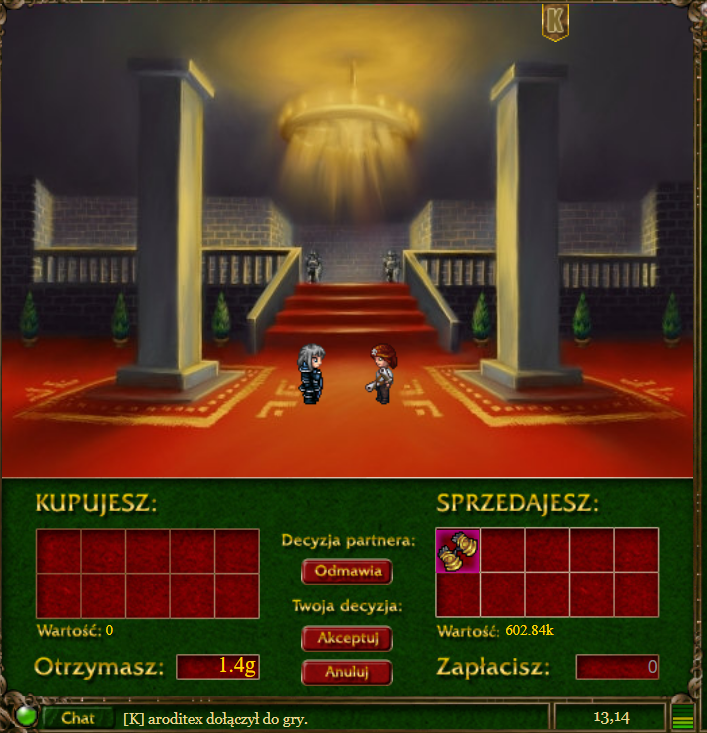 K
KUPUJESZ:
SPRZEDAJESZ:
Decyzja partnera:
Odmawia
Twoja decyzja:
Wartość: 0
Akceptuj
Wartość: 602.84k
Otrzymasz: 1.4g
Anuluj
Zapłacisz: 0
Chat
[K] aroditex dołączył do gry.
13,14